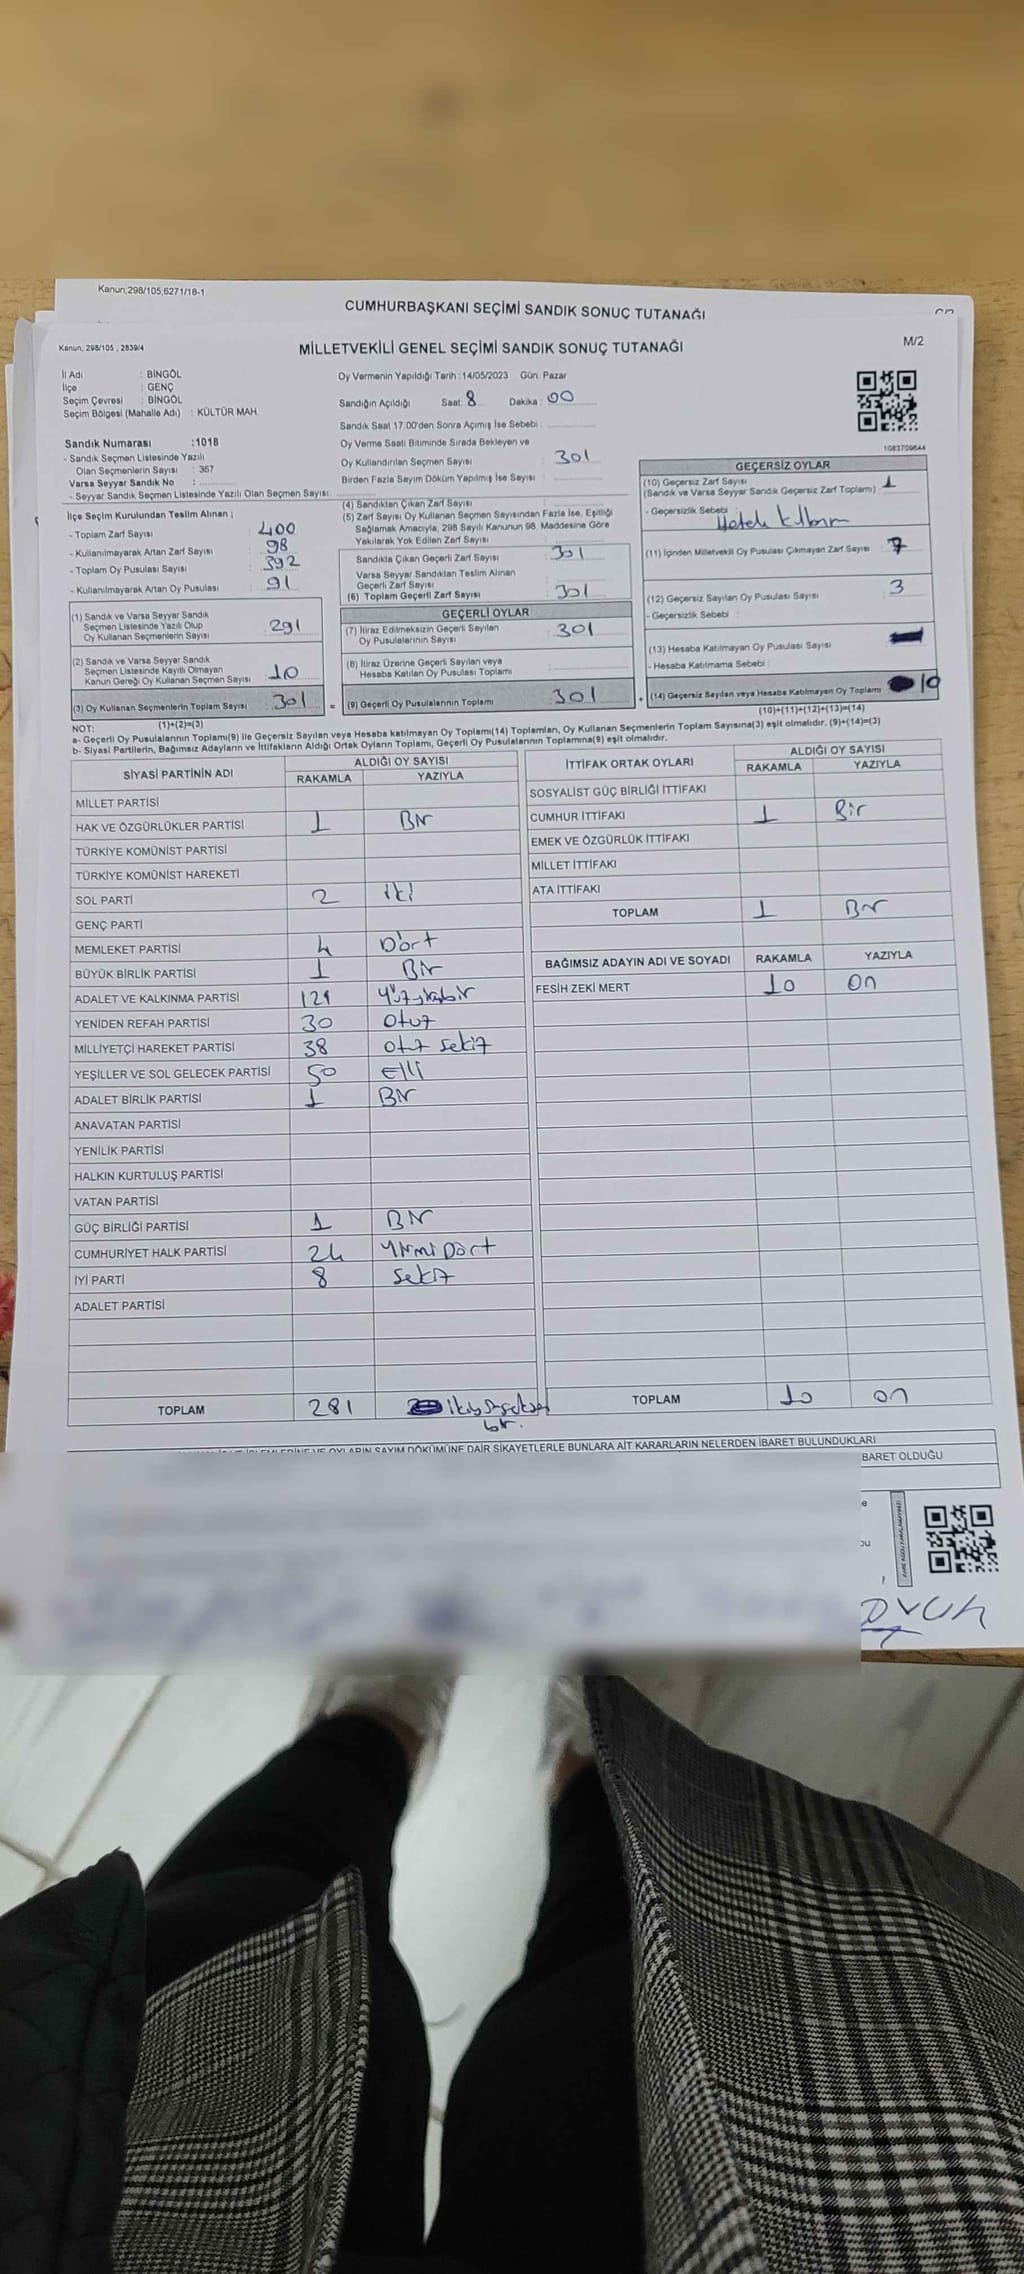 Kanun;298/105,6271/18-1
CUMHURBAŞKANI SEÇİMİ SANDIK SONUÇ TUTANAĞI
Kanun; 298/105 , 2839/4
MİLLETVEKİLİ GENEL SEÇİMİ SANDIK SONUÇ TUTANAĞI
M/2
İl Adı : BİNGÖL
İlçe : GENÇ
Seçim Çevresi : BİNGÖL
Seçim Bölgesi (Mahalle Adı) : KÜLTÜR MAH.
Sandık Numarası :1018
- Sandık Seçmen Listesinde Yazılı
Olan Seçmenlerin Sayısı : 367
Varsa Seyyar Sandık No :
- Seyyar Sandık Seçmen Listesinde Yazılı Olan Seçmen Sayısı:
Oy Vermenin Yapıldığı Tarih :14/05/2023 Gün: Pazar
Sandığın Açıldığı Saat: 8 Dakika : 00
Sandık Saat 17.00'den Sonra Açımış İse Sebebi :
Oy Verme Saati Bitiminde Sırada Bekleyen ve
Oy Kullandırılan Seçmen Sayısı : 301
Birden Fazla Sayım Döküm Yapılmış İse Sayısı :
1083700644
İlçe Seçim Kurulundan Teslim Alınan ;
- Toplam Zarf Sayısı : 400
- Kullanılmayarak Artan Zarf Sayısı : 98
- Toplam Oy Pusulası Sayısı : 392
- Kullanılmayarak Artan Oy Pusulası : 91
(1) Sandık ve Varsa Seyyar Sandık
Seçmen Listesinde Yazılı Olup
Oy Kullanan Seçmenlerin Sayısı : 291
(2) Sandık ve Varsa Seyyar Sandık
Seçmen Listesinde Kayıtlı Olmayan
Kanun Gereği Oy Kullanan Seçmen Sayısı : 10
(3) Oy Kullanan Seçmenlerin Toplam Sayısı : 301
(1)+(2)=(3)
(4) Sandıktan Çıkan Zarf Sayısı :
(5) Zarf Sayısı Oy Kullanan Seçmen Sayısından Fazla İse, Eşitliği
Sağlamak Amacıyla, 298 Sayılı Kanunun 98. Maddesine Göre
Yakılarak Yok Edilen Zarf Sayısı :
Sandıkta Çıkan Geçerli Zarf Sayısı : 301
Varsa Seyyar Sandıktan Teslim Alınan
Geçerli Zarf Sayısı :
(6) Toplam Geçerli Zarf Sayısı : 301
GEÇERLİ OYLAR
(7) İtiraz Edilmeksizin Geçerli Sayılan
Oy Pusulalarının Sayısı : 301
(8) İtiraz Üzerine Geçerli Sayılan veya
Hesaba Katılan Oy Pusulası Toplamı :
= (9) Geçerli Oy Pusulalarının Toplamı : 301 +
GEÇERSİZ OYLAR
(10) Geçersiz Zarf Sayısı
(Sandık ve Varsa Seyyar Sandık Geçersiz Zarf Toplamı) : 1
- Geçersizlik Sebebi
(11) İçinden Milletvekili Oy Pusulası Çıkmayan Zarf Sayısı : 7
(12) Geçersiz Sayılan Oy Pusulası Sayısı : 3
- Geçersizlik Sebebi :
(13) Hesaba Katılmayan Oy Pusulası Sayısı :
- Hesaba Katılmama Sebebi :
(14) Geçersiz Sayılan veya Hesaba Katılmayan Oy Toplamı : 10
(10)+(11)+(12)+(13)=(14)
NOT:
a- Geçerli Oy Pusulalarının Toplamı(9) ile Geçersiz Sayılan veya Hesaba katılmayan Oy Toplamı(14) Toplamları, Oy Kullanan Seçmenlerin Toplam Sayısına(3) eşit olmalıdır. (9)+(14)=(3)
b- Siyasi Partilerin, Bağımsız Adayların ve İttifakların Aldığı Ortak Oyların Toplamı, Geçerli Oy Pusulalarının Toplamına(9) eşit olmalıdır.
SİYASİ PARTİNİN ADI ALDIĞI OY SAYISI
RAKAMLA YAZIYLA
MİLLET PARTİSİ
HAK VE ÖZGÜRLÜKLER PARTİSİ 1 Bir
TÜRKİYE KOMÜNİST PARTİSİ
TÜRKİYE KOMÜNİST HAREKETİ
SOL PARTİ 2 iki
GENÇ PARTİ
MEMLEKET PARTİSİ 4 Dört
BÜYÜK BİRLİK PARTİSİ 1 Bir
ADALET VE KALKINMA PARTİSİ 121
YENİDEN REFAH PARTİSİ 30 otuz
MİLLİYETÇİ HAREKET PARTİSİ 38 otuz sekiz
YEŞİLLER VE SOL GELECEK PARTİSİ 50 elli
ADALET BİRLİK PARTİSİ 1 Bir
ANAVATAN PARTİSİ
YENİLİK PARTİSİ
HALKIN KURTULUŞ PARTİSİ
VATAN PARTİSİ
GÜÇ BİRLİĞİ PARTİSİ 1 Bir
CUMHURİYET HALK PARTİSİ 24 Yirmi Dört
İYİ PARTİ 8 sekiz
ADALET PARTİSİ
TOPLAM 281
İTTİFAK ORTAK OYLARI ALDIĞI OY SAYISI
RAKAMLA YAZIYLA
SOSYALİST GÜÇ BİRLİĞİ İTTİFAKI
CUMHUR İTTİFAKI 1 Bir
EMEK VE ÖZGÜRLÜK İTTİFAKI
MİLLET İTTİFAKI
ATA İTTİFAKI
TOPLAM 1 Bir
BAĞIMSIZ ADAYIN ADI VE SOYADI RAKAMLA YAZIYLA
FESİH ZEKİ MERT 10 on
TOPLAM 10 on
OYLARIN SAYIM DÖKÜMÜNE DAİR ŞİKAYETLERLE BUNLARA AİT KARARLARIN NELERDEN İBARET BULUNDUKLARI
BARET OLDUĞU